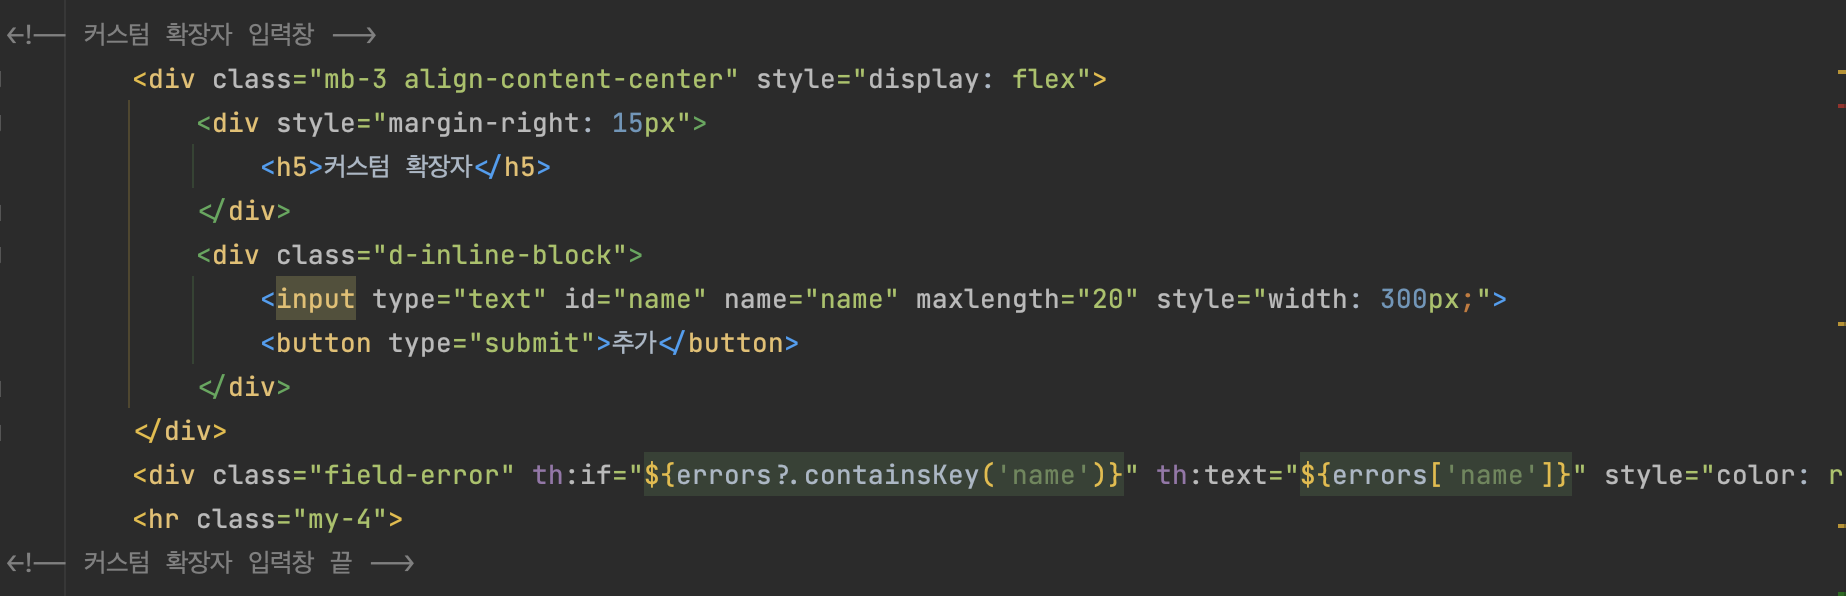 <!-- 커스텀 확장자 입력창 -->
<div class="mb-3 align-content-center" style="display: flex">
<div style="margin-right: 15px">
<h5>커스텀 확장자</h5>
</div>
<div class="d-inline-block">
<input type="text" id="name" name="name" maxlength="20" style="width: 300px;">
<button type="submit">추가</button>
</div>
</div>
<div class="field-error" th:if="${errors?.containsKey('name')}" th:text="${errors['name']}" style="color: r
<hr class="my-4">
<!-- 커스텀 확장자 입력창 끝 -->